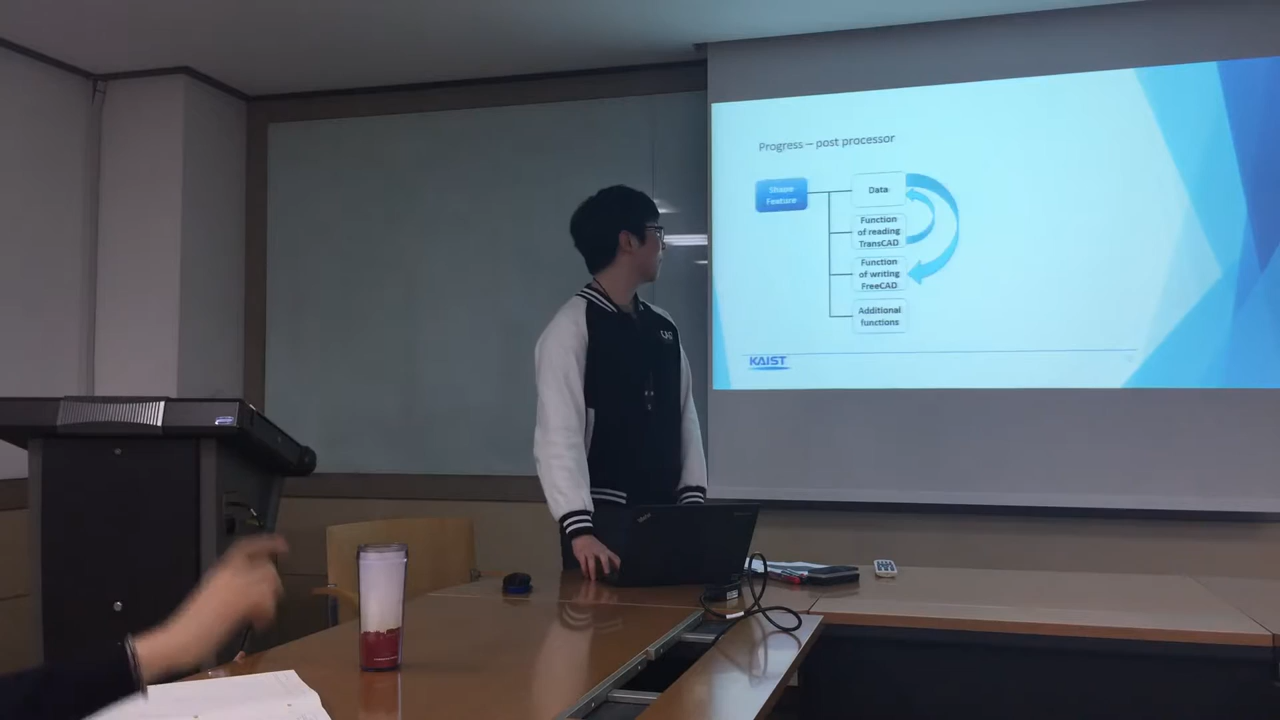 Progress – post processor
Shape
Feature
Data
Function
of reading
TransCAD
Function
of writing
FreeCAD
Additional
functions
KAIST